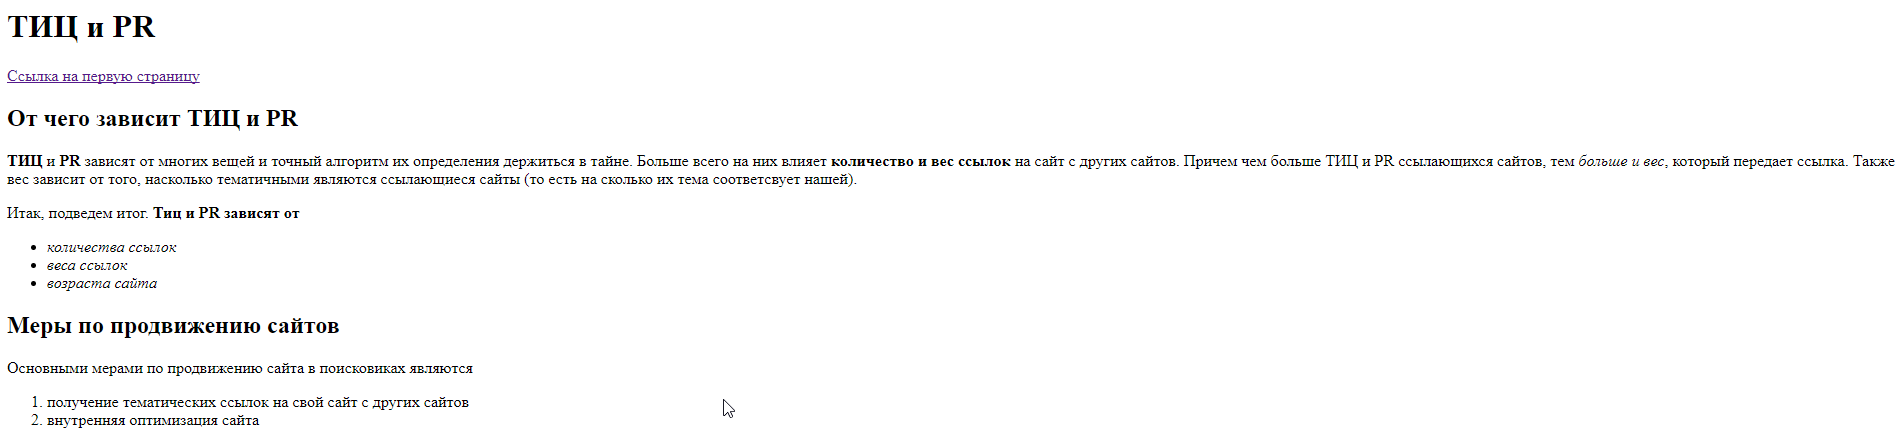 ТИЦ и PR
Ссылка на первую страницу
От чего зависит ТИЦ и PR
ТИЦ и PR зависят от многих вещей и точный алгоритм их определения держиться в тайне. Больше всего на них влияет количество и вес ссылок на сайт с других сайтов. Причем чем больше ТИЦ и PR ссылающихся сайтов, тем больше и вес, который передает ссылка. Также
вес зависит от того, насколько тематичными являются ссылающиеся сайты (то есть на сколько их тема соответсвует нашей).
Итак, подведем итог. Тиц и PR зависят от
• количества ссылок
• веса ссылок
• возраста сайта
Меры по продвижению сайтов
Основными мерами по продвижению сайта в поисковиках являются
1. получение тематических ссылок на свой сайт с других сайтов
2. внутренняя оптимизация сайта